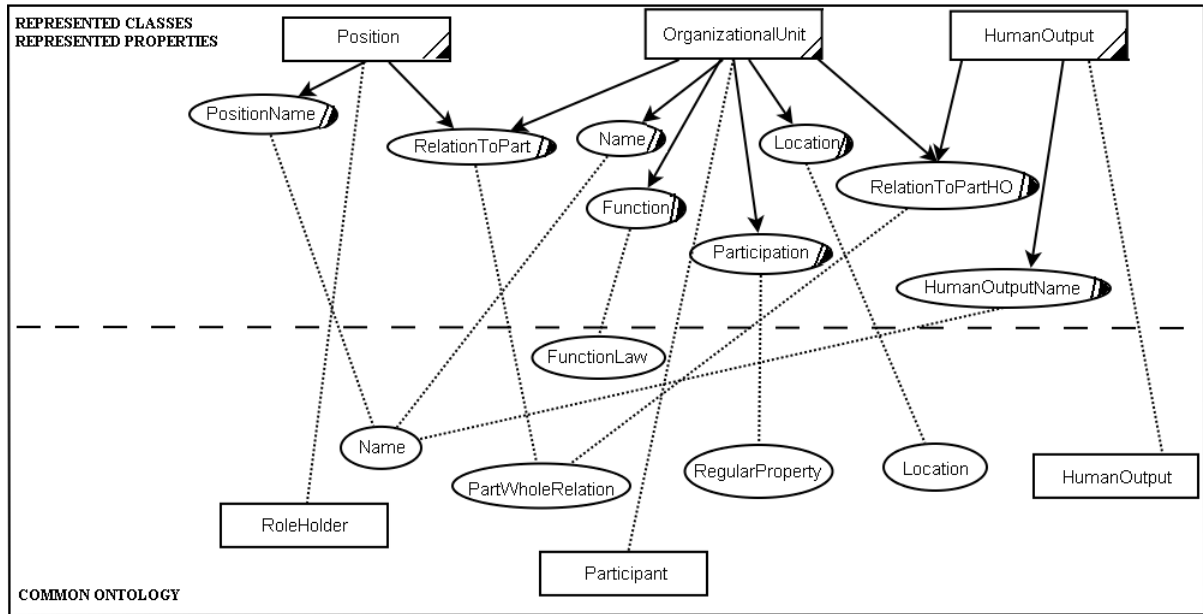 REPRESENTED CLASSES
REPRESENTED PROPERTIES
Position
OrganizationalUnit
HumanOutput
PositionName
RelationToPart
Name
Location
RelationToPartHO
Function
Participation
HumanOutputName
FunctionLaw
Name
PartWholeRelation
RegularProperty
Location
HumanOutput
RoleHolder
Participant
COMMON ONTOLOGY